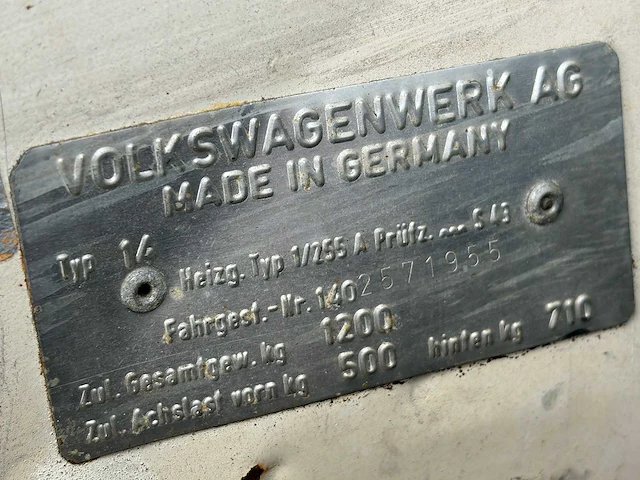 VOLKSWAGENWERK AG
MADE IN GERMANY
Typ 14
Heizg. Typ 1/255 A Prüfz. ~~~ S 43
Fahrgest.-Nr. 1402571955
Zul. Gesamtgew. kg 1200
Zul. Achslast vorn kg 500 hinten kg 710